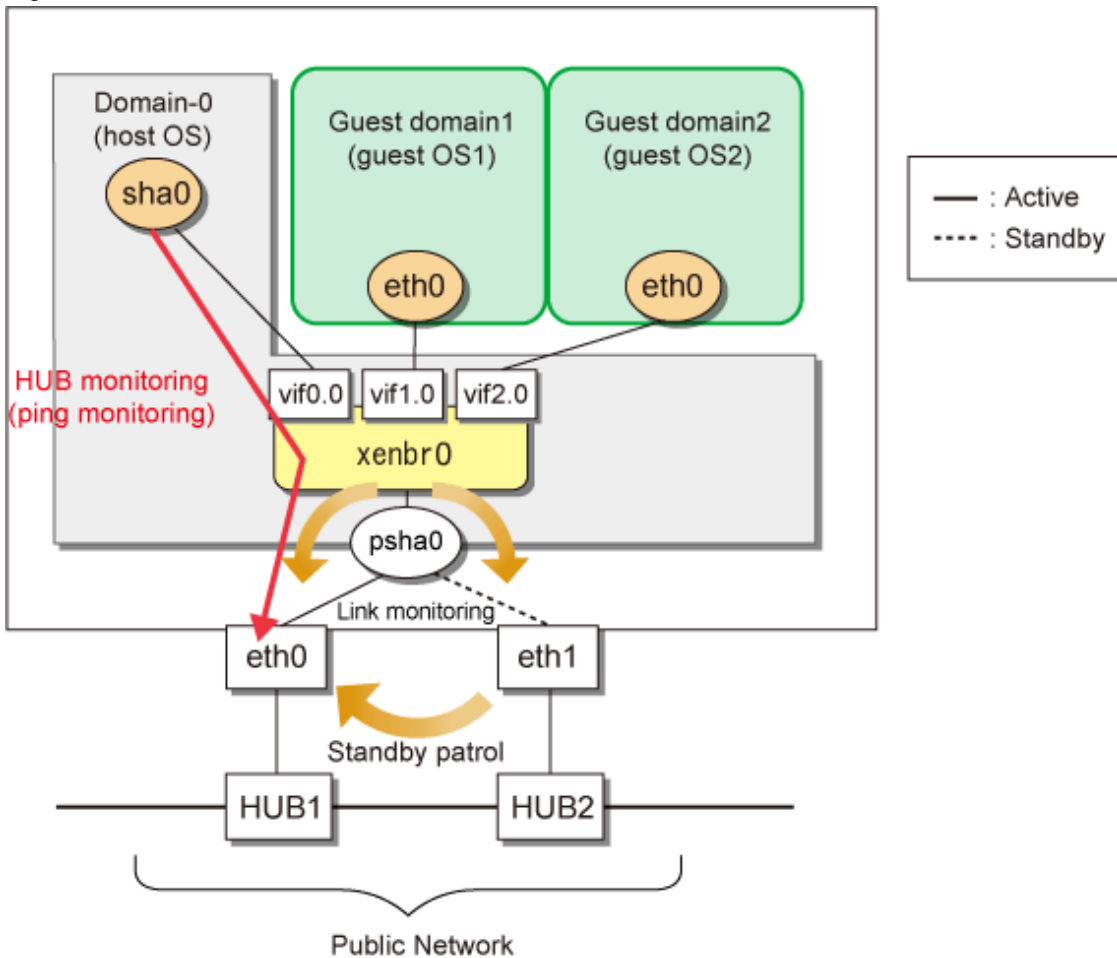 Domain-0
(host OS)
sha0
Guest domain1
(guest OS1)
Guest domain2
(guest OS2)
eth0
eth0
: Active
: Standby
HUB monitoring
(ping monitoring)
vif0.0
vif1.0
vif2.0
xenbr0
psha0
Link monitoring
eth0
eth1
Standby patrol
HUB1
HUB2
Public Network